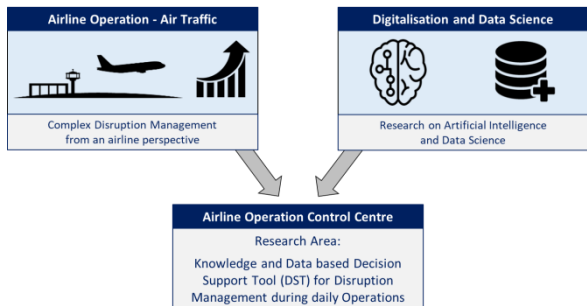 Airline Operation - Air Traffic
Complex Disruption Management
from an airline perspective
Digitalisation and Data Science
Research on Artificial Intelligence
and Data Science
Airline Operation Control Centre
Research Area:
Knowledge and Data based Decision
Support Tool (DST) for Disruption
Management during daily Operations